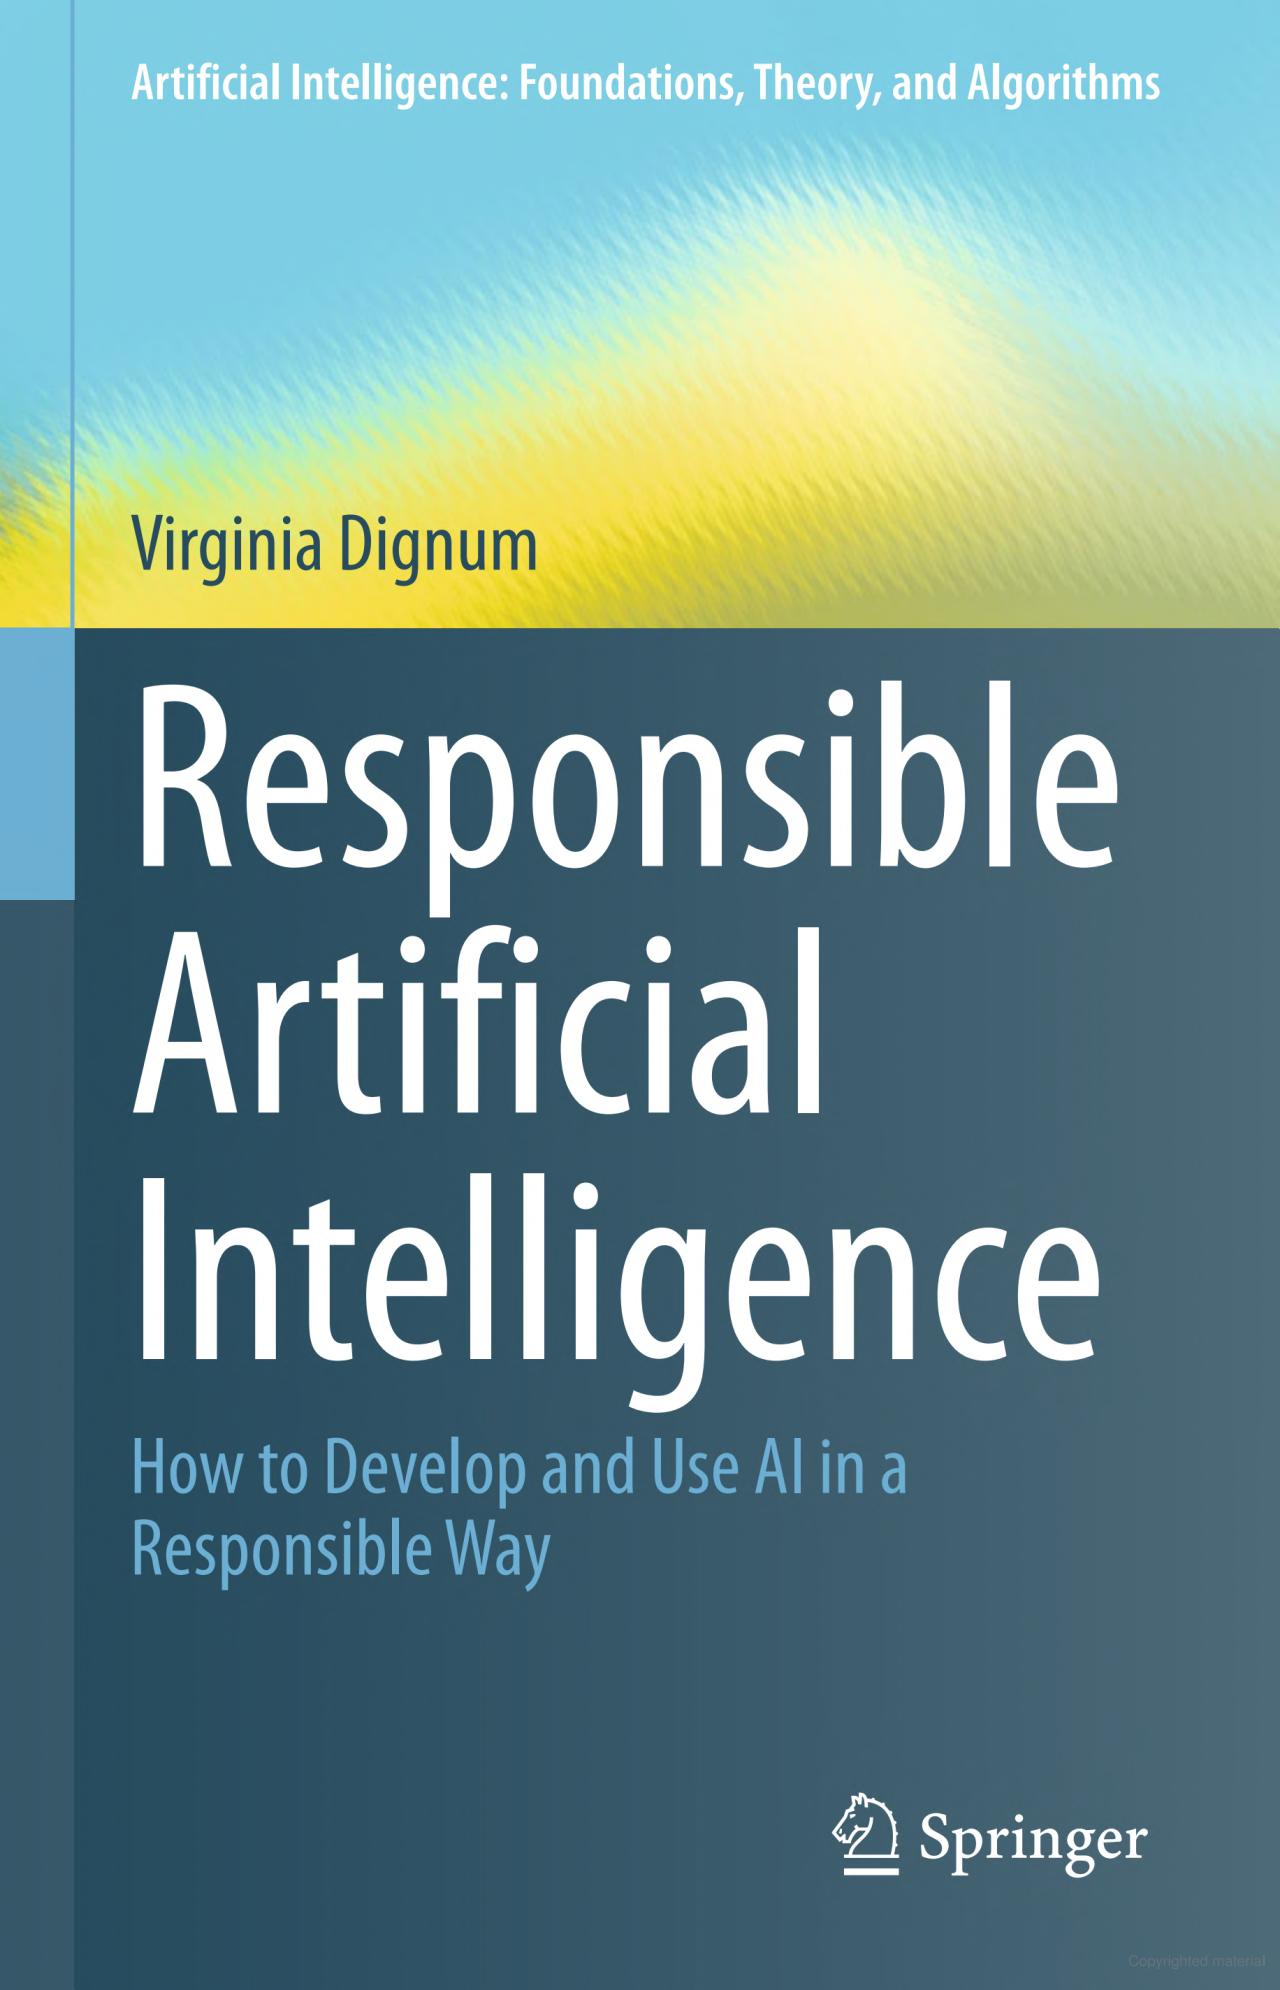 Artificial Intelligence: Foundations, Theory, and Algorithms
Virginia Dignum
Responsible
Artificial
Intelligence
How to Develop and Use AI in a
Responsible Way
Springer
Copyrighted material